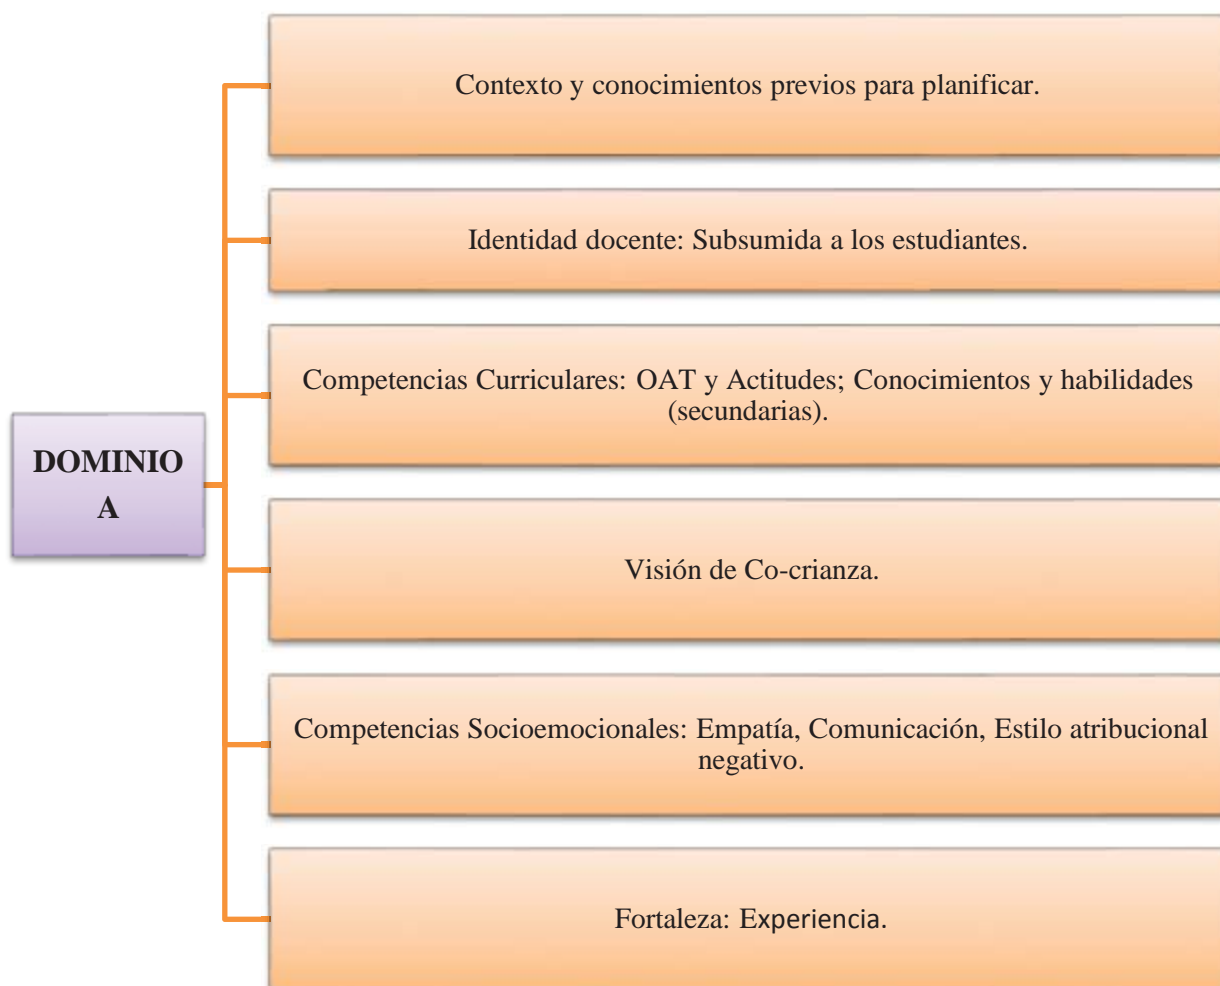 Contexto y conocimientos previos para planificar.
Identidad docente: Subsumida a los estudiantes.
Competencias Curriculares: OAT y Actitudes; Conocimientos y habilidades
(secundarias).
DOMINIO
A
Visión de Co-crianza.
Competencias Socioemocionales: Empatía, Comunicación, Estilo atribucional
negativo.
Fortaleza: Experiencia.